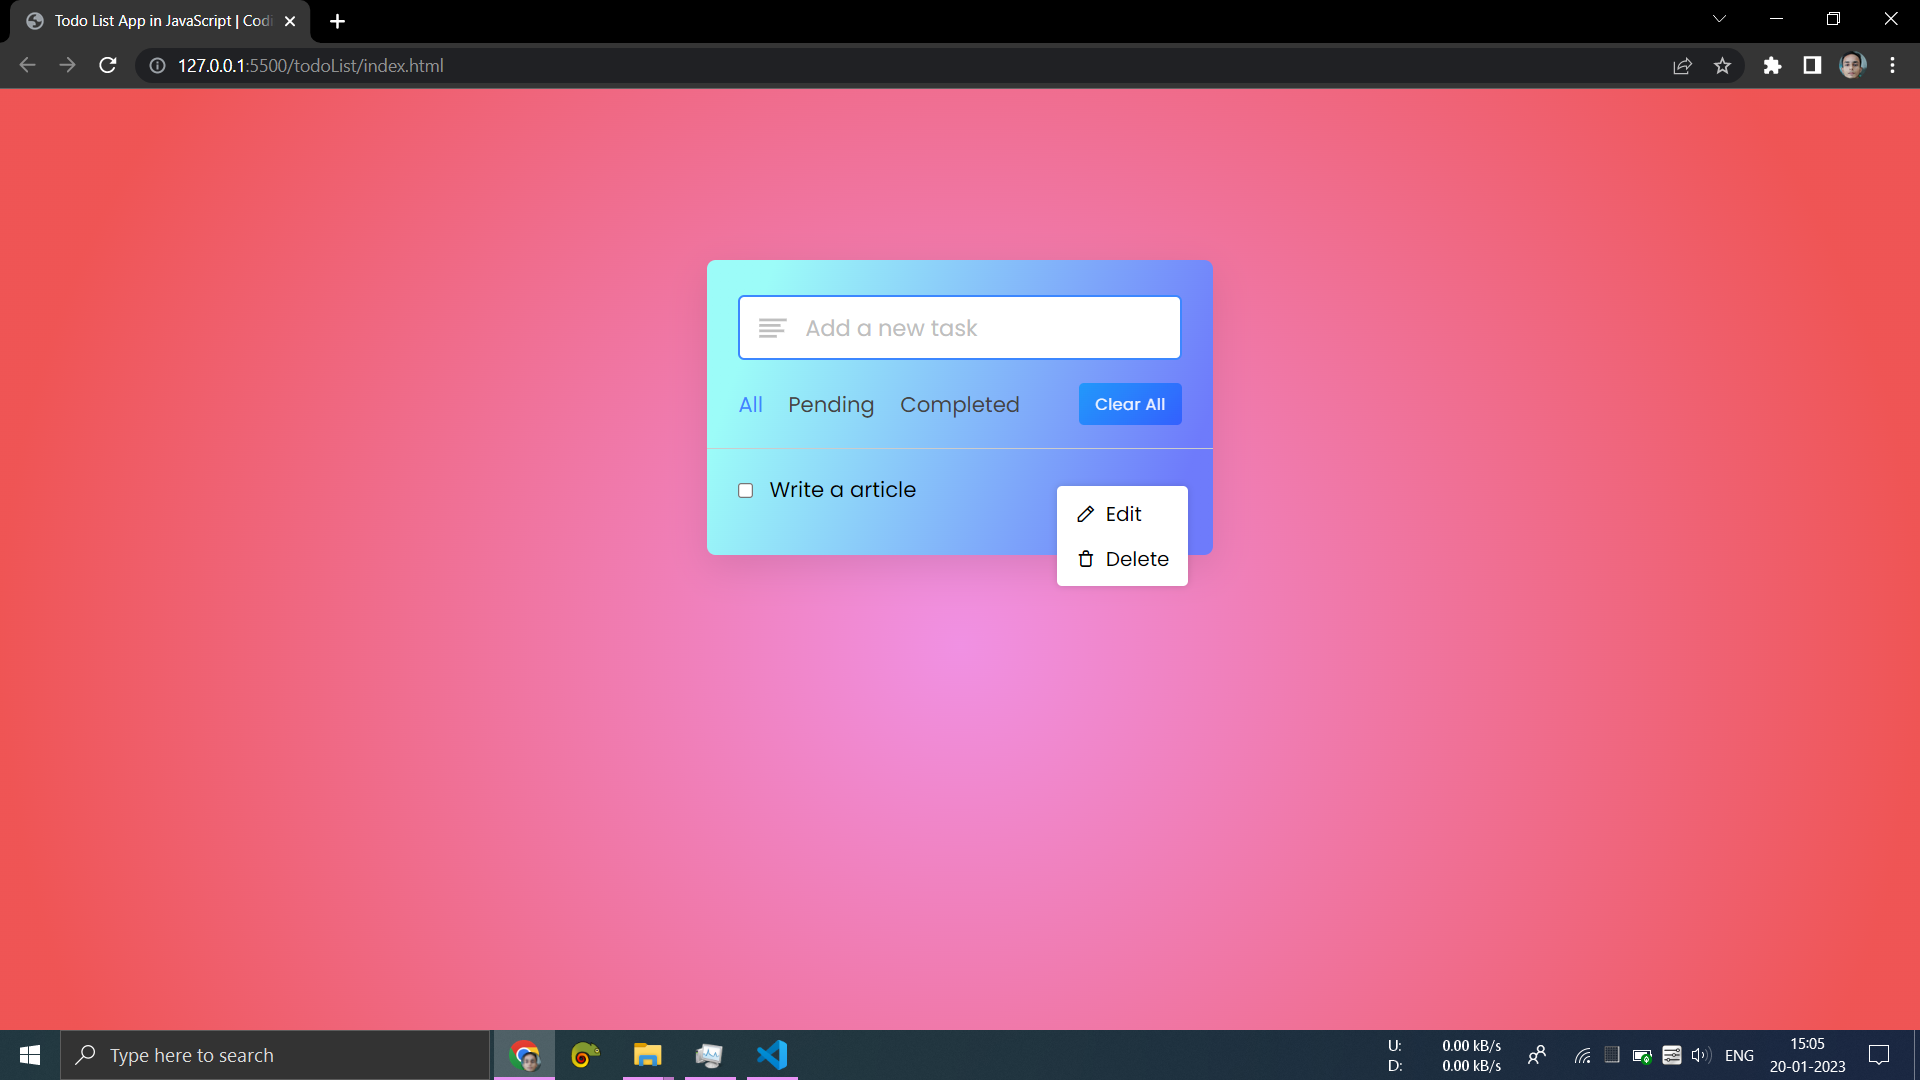 Todo List App in JavaScript | Codi
127.0.0.1:5500/todoList/index.html
Add a new task
All Pending Completed Clear All
Write a article
Edit
Delete
Type here to search
U: 0.00 kB/s
D: 0.00 kB/s
ENG
15:05
20-01-2023